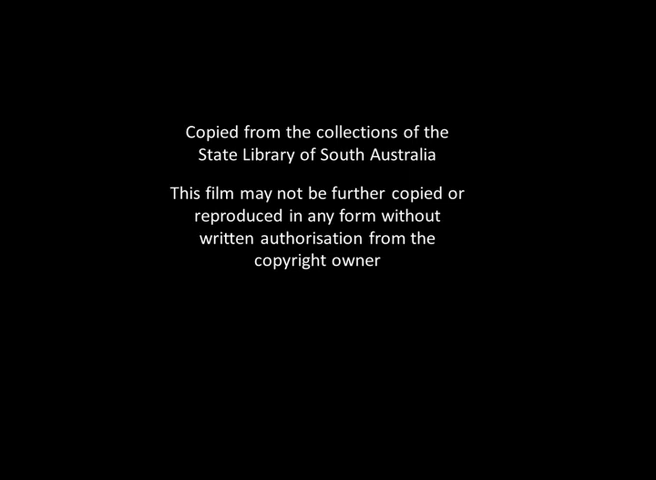 Copied from the collections of the
State Library of South Australia
This film may not be further copied or
reproduced in any form without
written authorisation from the
copyright owner